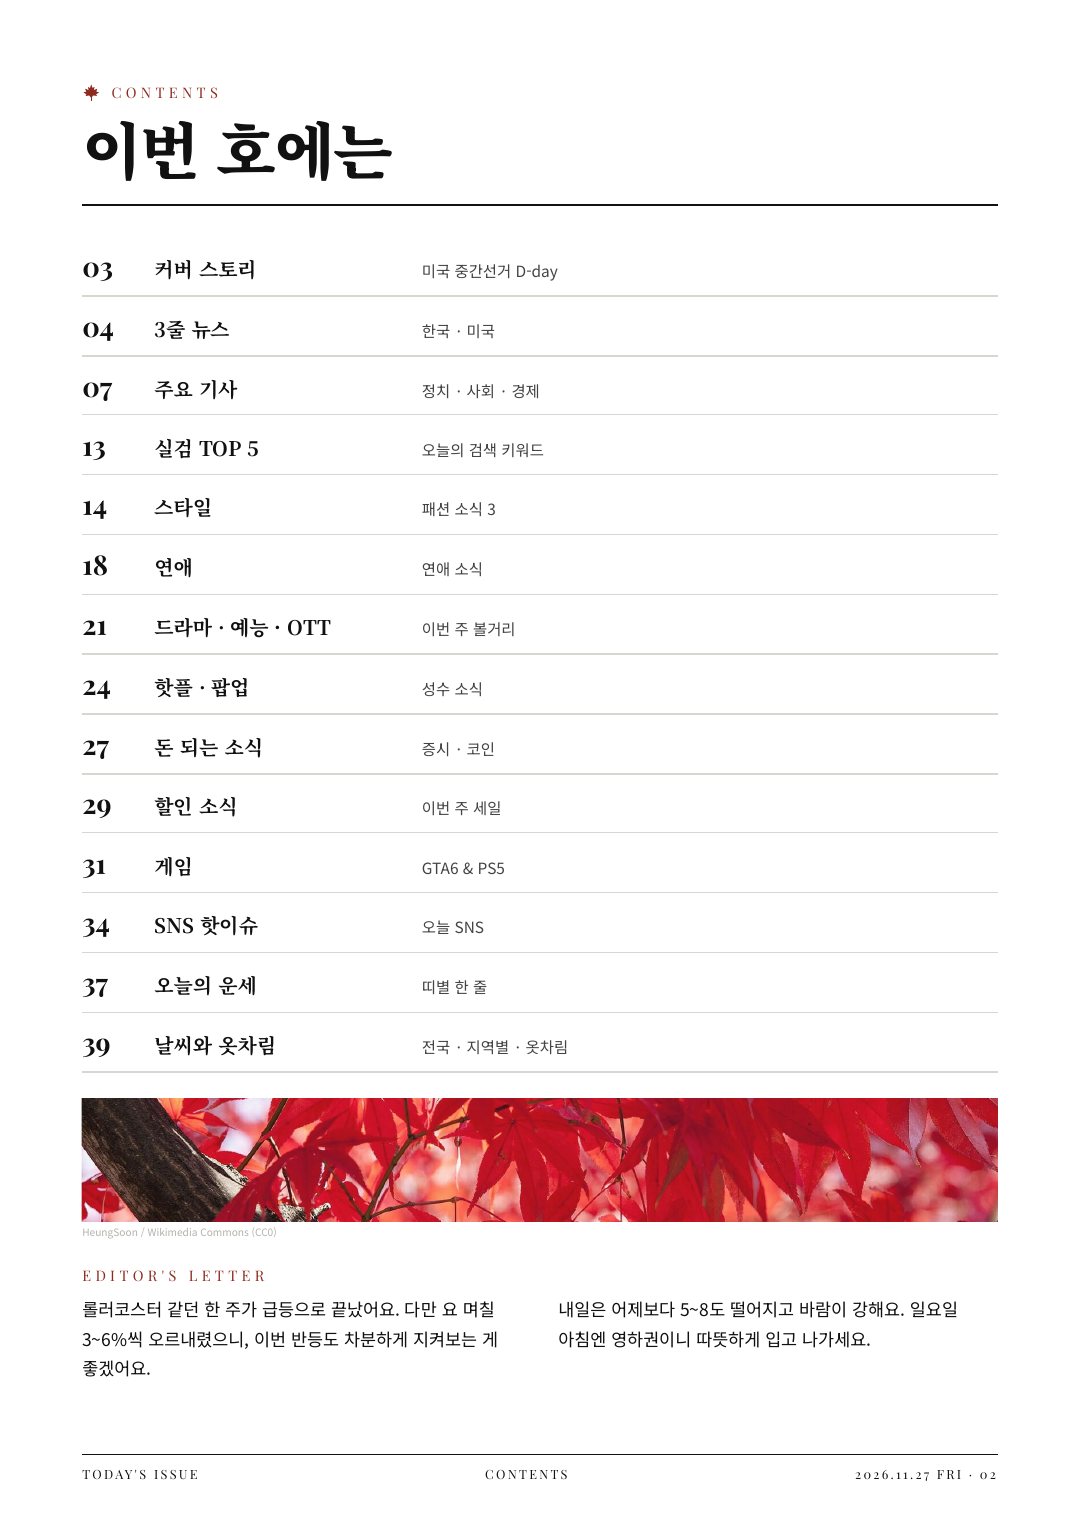 CONTENTS
이번 호에는
03 커버 스토리 미국 중간선거 D-day
04 3줄 뉴스 한국 · 미국
07 주요 기사 정치 · 사회 · 경제
13 실검 TOP 5 오늘의 검색 키워드
14 스타일 패션 소식 3
18 연애 연애 소식
21 드라마 · 예능 · OTT 이번 주 볼거리
24 핫플 · 팝업 성수 소식
27 돈 되는 소식 증시 · 코인
29 할인 소식 이번 주 세일
31 게임 GTA6 & PS5
34 SNS 핫이슈 오늘 SNS
37 오늘의 운세 띠별 한 줄
39 날씨와 옷차림 전국 · 지역별 · 옷차림
HeungSoon / Wikimedia Commons (CC0)
EDITOR'S LETTER
롤러코스터 같던 한 주가 급등으로 끝났어요. 다만 요 며칠
3~6%씩 오르내렸으니, 이번 반등도 차분하게 지켜보는 게
좋겠어요.
내일은 어제보다 5~8도 떨어지고 바람이 강해요. 일요일
아침엔 영하권이니 따뜻하게 입고 나가세요.
TODAY'S ISSUE CONTENTS 2026.11.27 FRI · 02